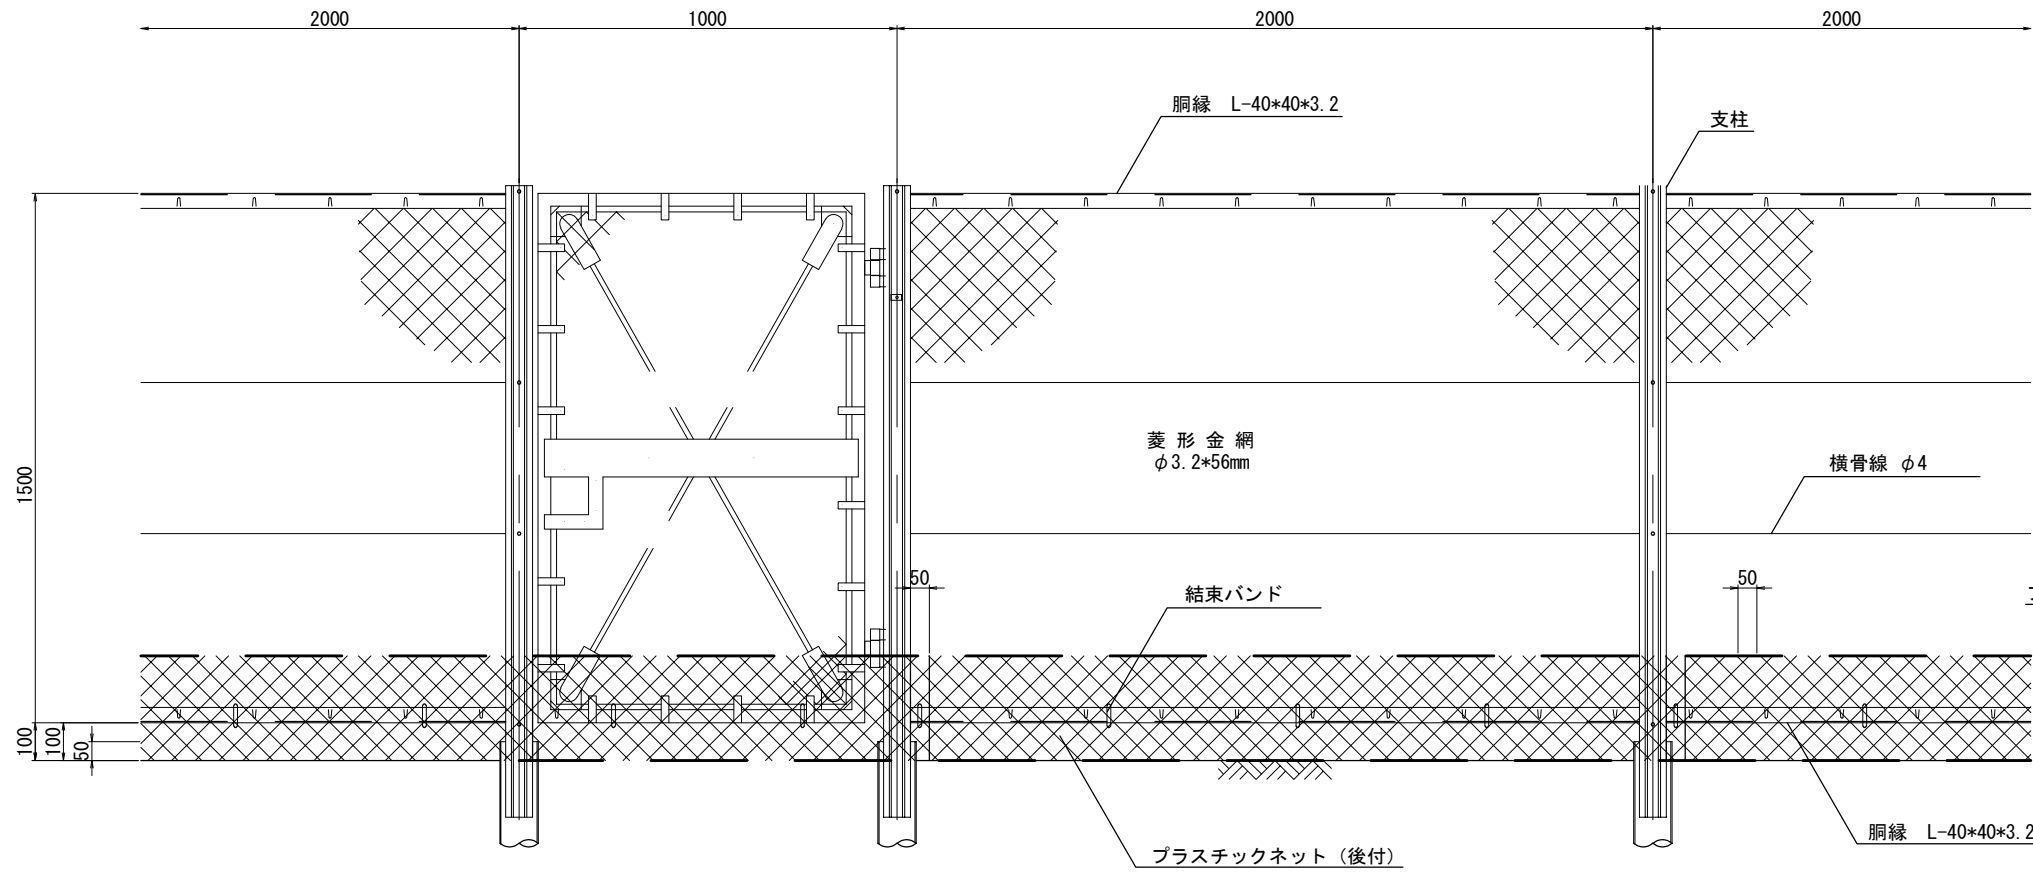 2000
1000
2000
2000
胴縁　L-40*40*3.2
支柱
1500
菱 形 金 網
φ3.2*56mm
横骨線 φ4
50
50
結束バンド
100
100
50
胴縁　L-40*40*3.2
プラスチックネット（後付）